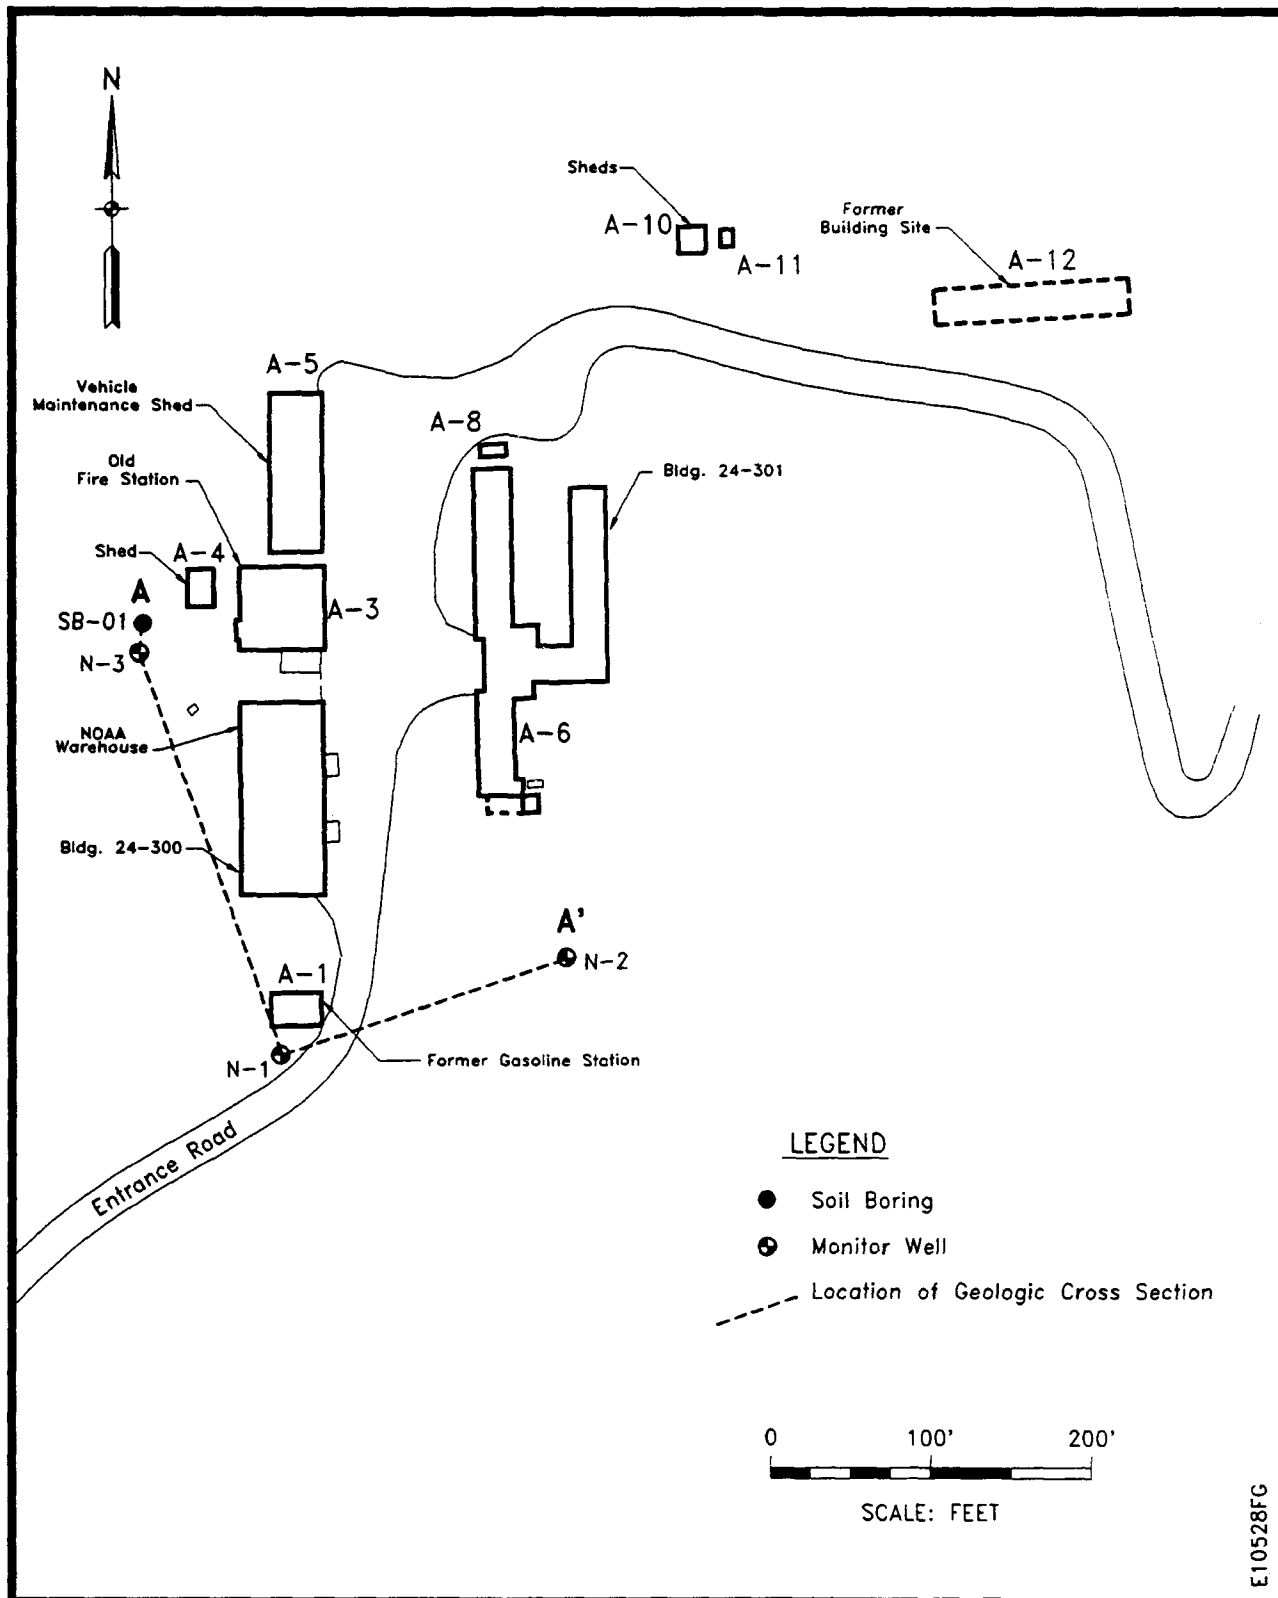 N
Sheds
A-10
A-11
Former
Building Site
A-12
A-5
Vehicle
Maintenance Shed
A-8
Old
Fire Station
Bldg. 24-301
Shed
A-4
A
SB-01
A-3
N-3
NOAA
Warehouse
A-6
Bldg. 24-300
A'
N-2
A-1
N-1
Former Gasoline Station
Entrance Road
LEGEND
Soil Boring
Monitor Well
Location of Geologic Cross Section
0 100' 200'
SCALE: FEET
E10528FG